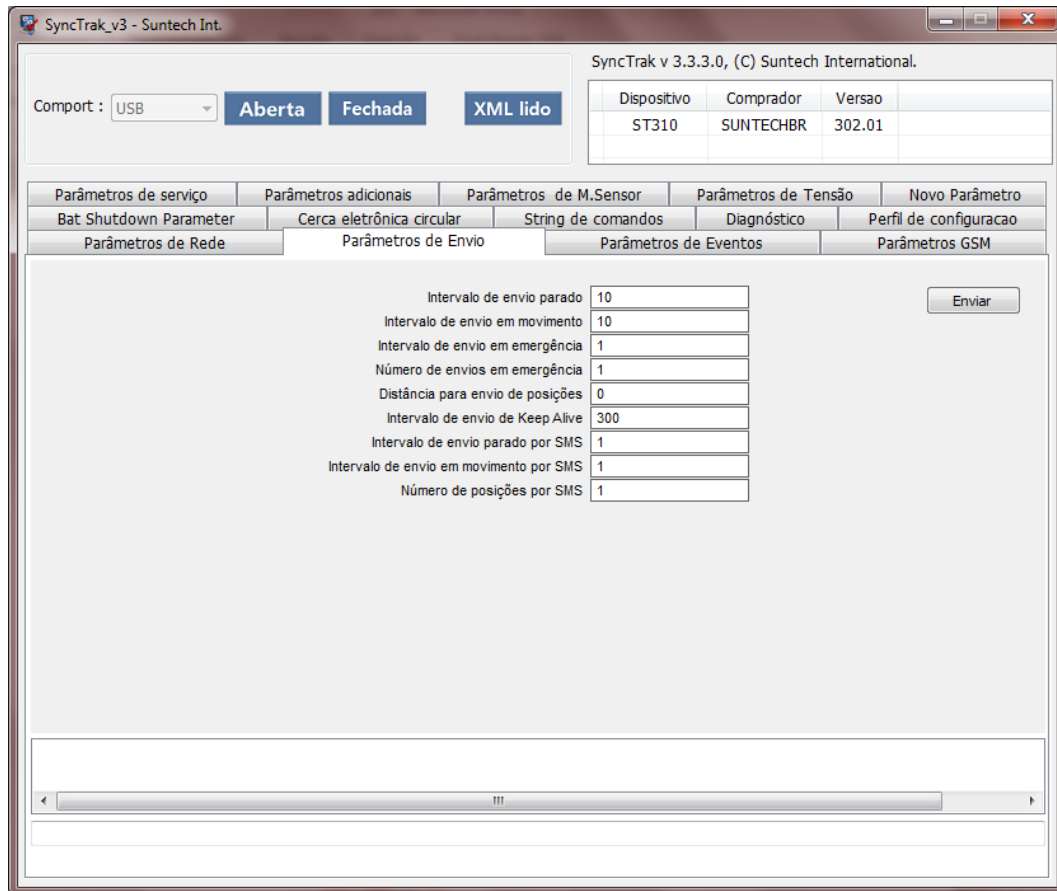 SyncTrak_v3 - Suntech Int.
SyncTrak v 3.3.3.0, (C) Suntech International.
Comport : USB Aberta Fechada XML lido
Dispositivo Comprador Versao
ST310 SUNTECHBR 302.01
Parâmetros de serviço Parâmetros adicionais Parâmetros de M.Sensor Parâmetros de Tensão Novo Parâmetro
Bat Shutdown Parameter Cerca eletrônica circular String de comandos Diagnóstico Perfil de configuracao
Parâmetros de Rede Parâmetros de Envio Parâmetros de Eventos Parâmetros GSM
Intervalo de envio parado 10 Enviar
Intervalo de envio em movimento 10
Intervalo de envio em emergência 1
Número de envios em emergência 1
Distância para envio de posições 0
Intervalo de envio de Keep Alive 300
Intervalo de envio parado por SMS 1
Intervalo de envio em movimento por SMS 1
Número de posições por SMS 1